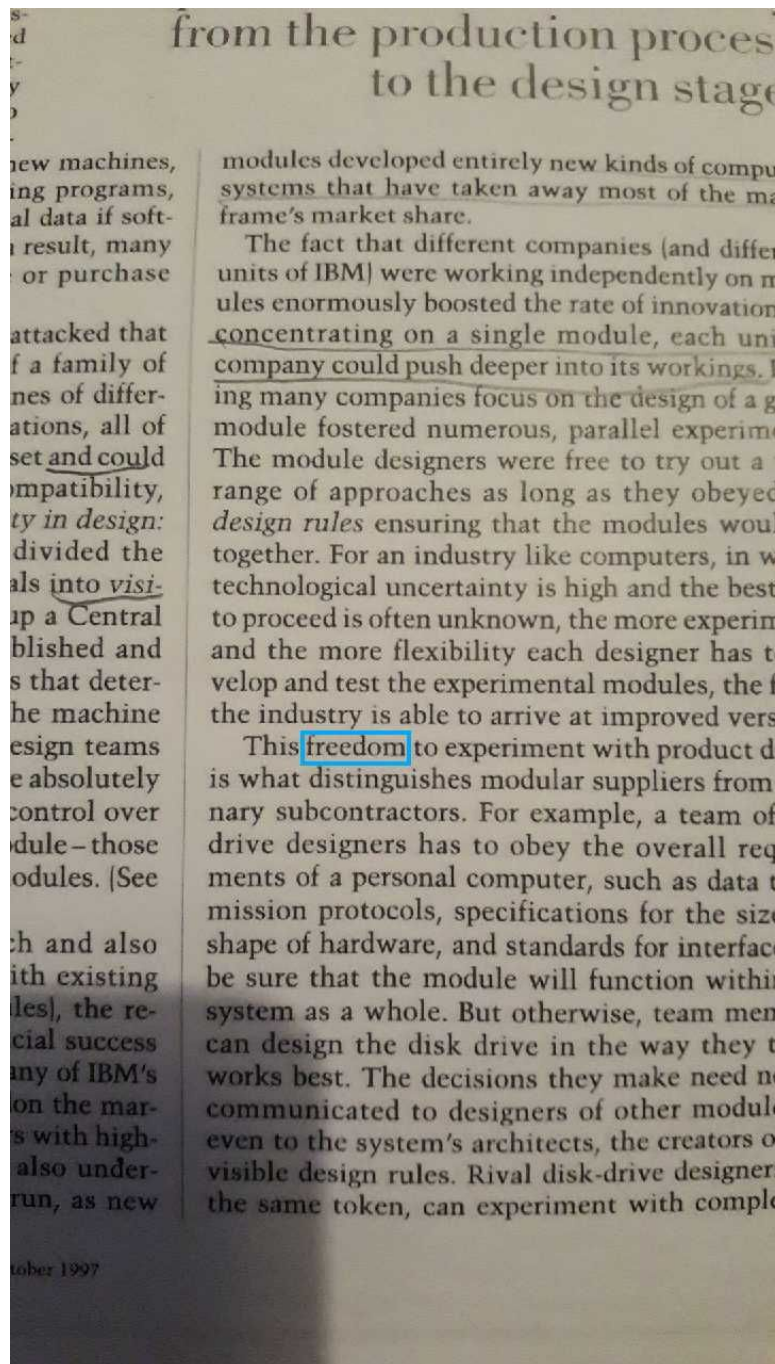 from the production proces
to the design stage
s-
d
y
new machines,
ing programs,
al data if soft-
result, many
or purchase
attacked that
f a family of
nes of differ-
ations, all of
set and could
ompatibility,
ty in design:
divided the
als into visi-
up a Central
blished and
s that deter-
he machine
esign teams
e absolutely
control over
dule – those
odules. (See
ch and also
ith existing
les), the re-
cial success
any of IBM's
on the mar-
s with high-
also under-
run, as new
tober 1997
modules developed entirely new kinds of compu
systems that have taken away most of the ma
frame's market share.
The fact that different companies (and differ
units of IBM) were working independently on m
ules enormously boosted the rate of innovation
concentrating on a single module, each uni
company could push deeper into its workings.
ing many companies focus on the design of a g
module fostered numerous, parallel experime
The module designers were free to try out a
range of approaches as long as they obeyed
design rules ensuring that the modules woul
together. For an industry like computers, in w
technological uncertainty is high and the best
to proceed is often unknown, the more experim
and the more flexibility each designer has t
velop and test the experimental modules, the f
the industry is able to arrive at improved vers
This freedom to experiment with product d
is what distinguishes modular suppliers from
nary subcontractors. For example, a team of
drive designers has to obey the overall req
ments of a personal computer, such as data t
mission protocols, specifications for the size
shape of hardware, and standards for interfac
be sure that the module will function withi
system as a whole. But otherwise, team mem
can design the disk drive in the way they t
works best. The decisions they make need n
communicated to designers of other module
even to the system's architects, the creators o
visible design rules. Rival disk-drive designer
the same token, can experiment with comple